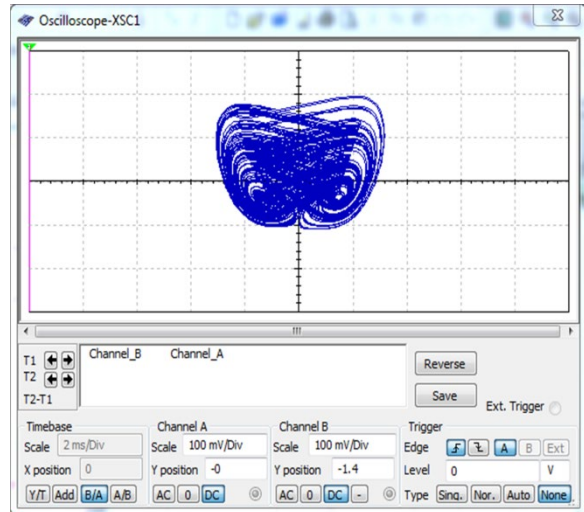 Oscilloscope-XSC1
T1
T2
T2-T1
Channel_B Channel_A
Reverse
Save
Ext. Trigger
Timebase
Scale 2 ms/Div
X position 0
Y/T Add B/A A/B
Channel A
Scale 100 mV/Div
Y position -0
AC 0 DC
Channel B
Scale 100 mV/Div
Y position -1.4
AC 0 DC -
Trigger
Edge A B Ext
Level 0 V
Type Sing. Nor. Auto None